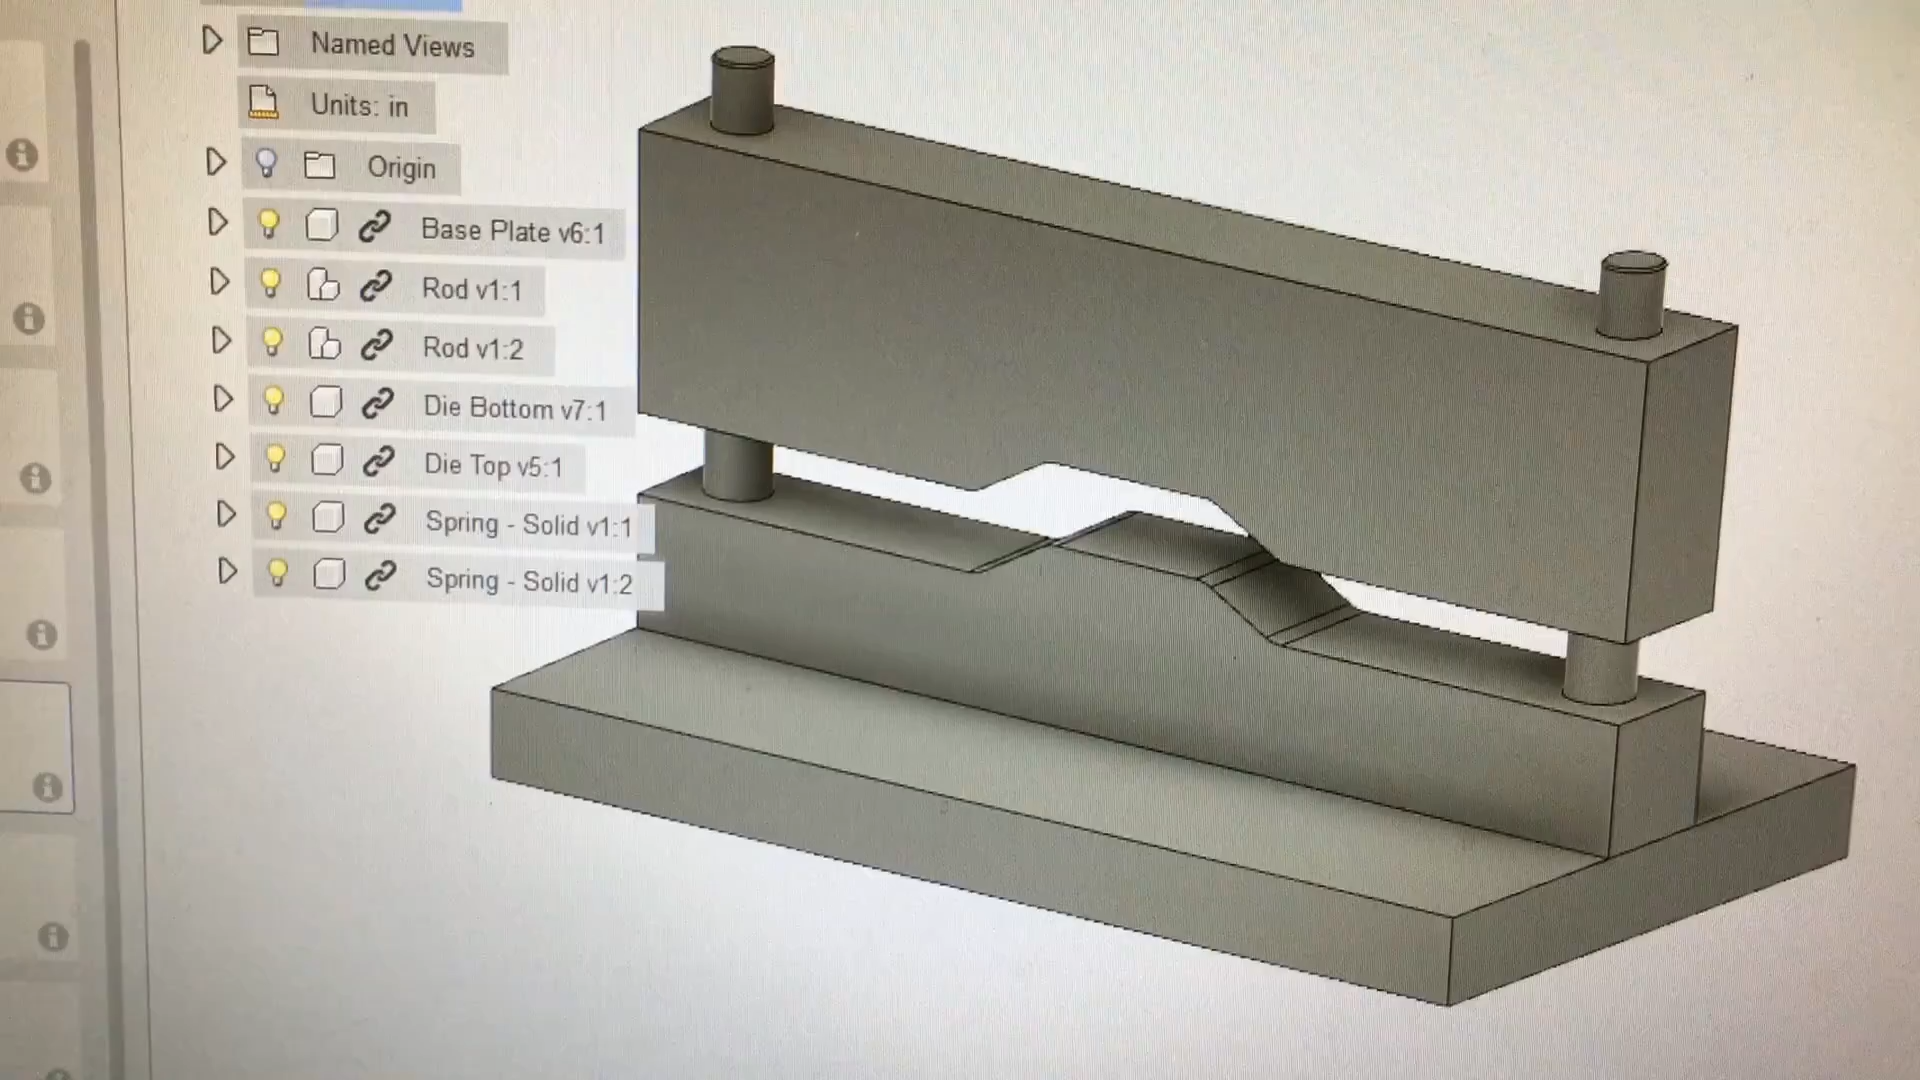 Named Views
Units: in
Origin
Base Plate v6:1
Rod v1:1
Rod v1:2
Die Bottom v7:1
Die Top v5:1
Spring - Solid v1:1
Spring - Solid v1:2